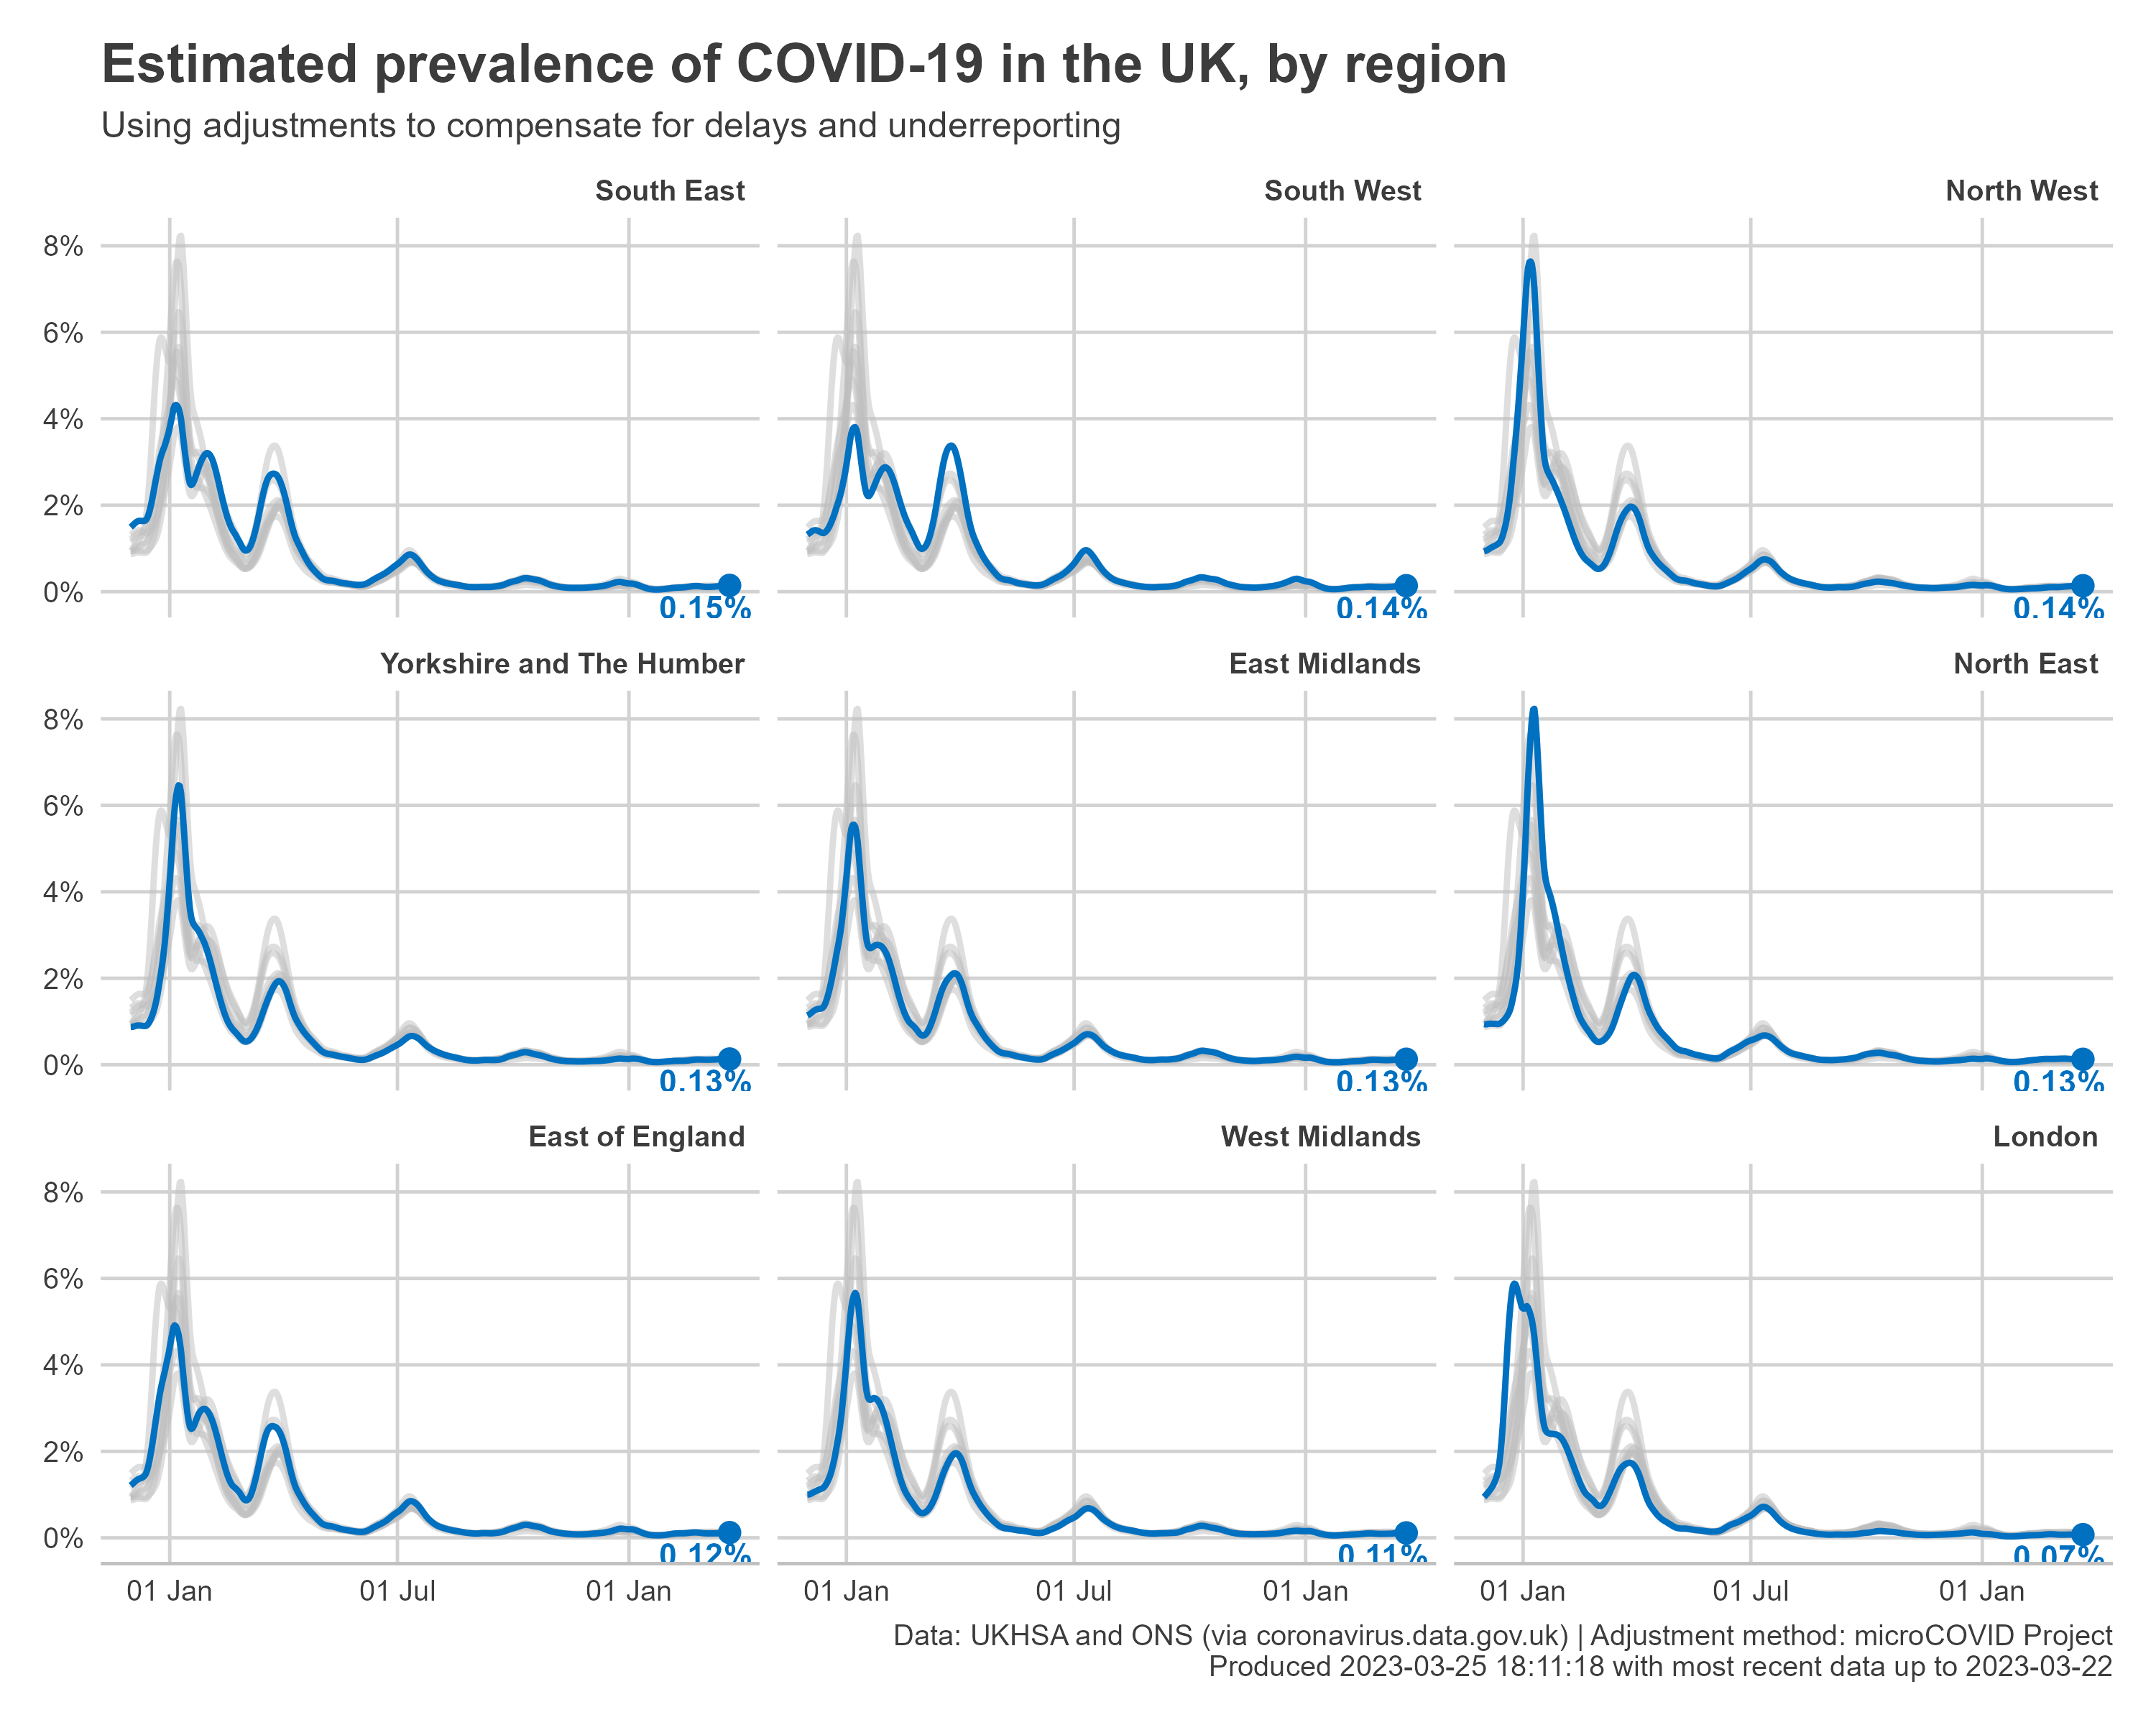 Estimated prevalence of COVID-19 in the UK, by region
Using adjustments to compensate for delays and underreporting
South East
South West
North West
8%
6%
4%
2%
0%
0.15%
0.14%
0.14%
Yorkshire and The Humber
East Midlands
North East
8%
6%
4%
2%
0%
0.13%
0.13%
0.13%
East of England
West Midlands
London
8%
6%
4%
2%
0%
0.12%
0.11%
0.07%
01 Jan
01 Jul
01 Jan
01 Jan
01 Jul
01 Jan
01 Jan
01 Jul
01 Jan
Data: UKHSA and ONS (via coronavirus.data.gov.uk) | Adjustment method: microCOVID Project
Produced 2023-03-25 18:11:18 with most recent data up to 2023-03-22